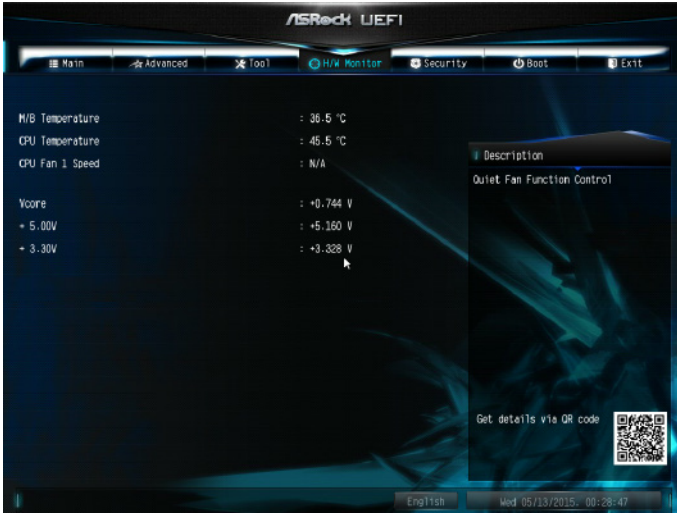 ASRock UEFI
Main Advanced Tool H/W Monitor Security Boot Exit
M/B Temperature : 36.5 °C
CPU Temperature : 45.5 °C
CPU Fan 1 Speed : N/A
Vcore : +0.744 V
+ 5.00V : +5.160 V
+ 3.30V : +3.328 V
Description
Quiet Fan Function Control
Get details via QR code
English Wed 05/13/2015. 00:28:47